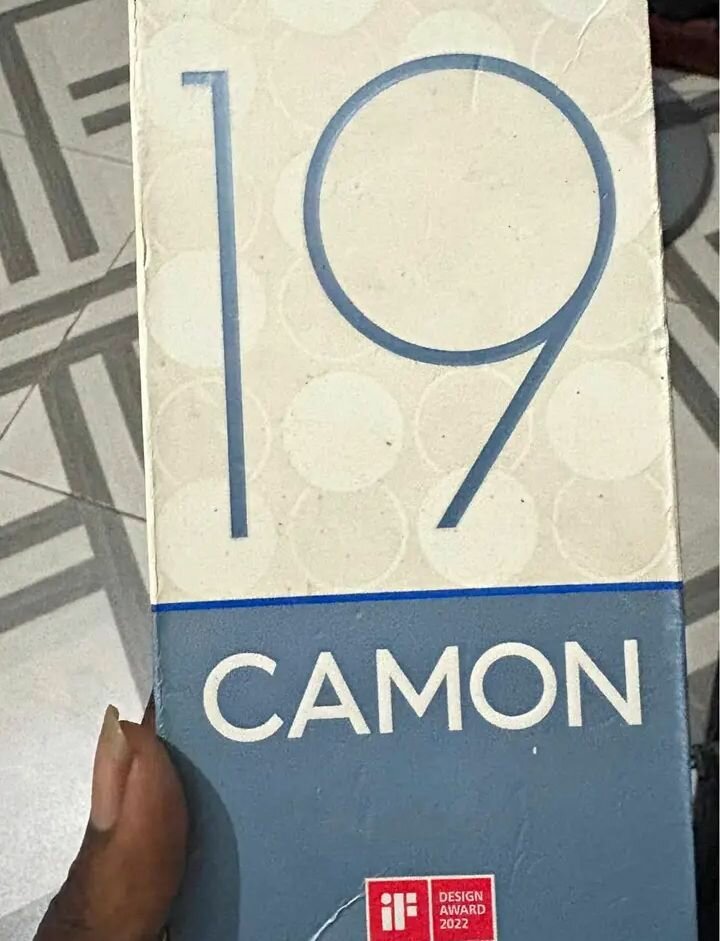 19
CAMON
iF
DESIGN
AWARD
2022